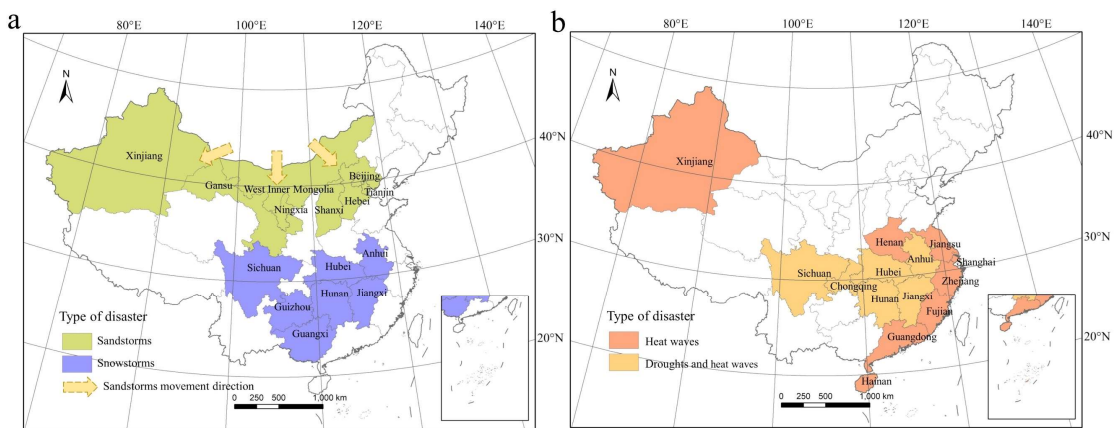 a
80°E
100°E
120°E
N
40°N
30°N
20°N
Xinjiang
Gansu
West Inner Mongolia
Ningxia
Shanxi
Beijing
Tianjin
Hebei
Sichuan
Hubei
Anhui
Hunan
Jiangxi
Guizhou
Guangxi
Type of disaster
Sandstorms
Snowstorms
Sandstorms movement direction
0 250 500 1,000 km
b
80°E
100°E
120°E
N
40°N
30°N
20°N
Xinjiang
Henan
Jiangsu
Anhui
Shanghai
Sichuan
Hubei
Chongqing
Zhejiang
Hunan
Jiangxi
Fujian
Guangdong
Hainan
Type of disaster
Heat waves
Droughts and heat waves
0 250 500 1,000 km